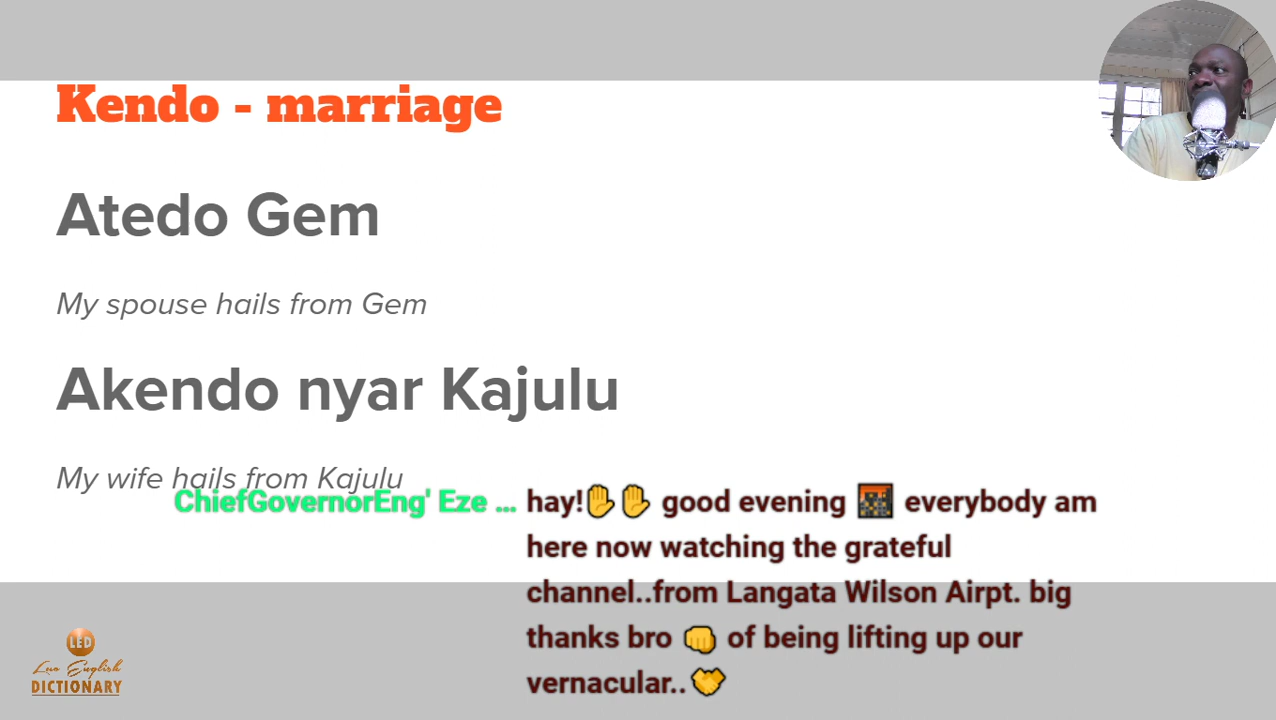 Kendo - marriage
Atedo Gem
My spouse hails from Gem
Akendo nyar Kajulu
My wife hails from Kajulu
ChiefGovernorEng' Eze ... hay!✋✋ good evening 🌆 everybody am
here now watching the grateful
channel..from Langata Wilson Airpt. big
thanks bro 👊 of being lifting up our
vernacular..🤝
LED
Luo English
DICTIONARY